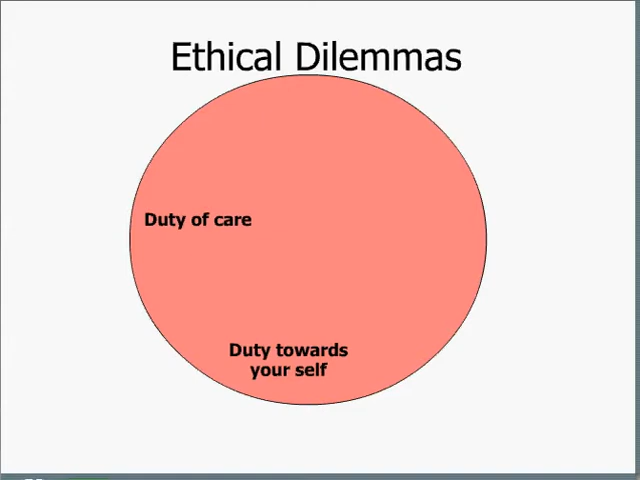 Ethical Dilemmas
Duty of care
Duty towards
your self